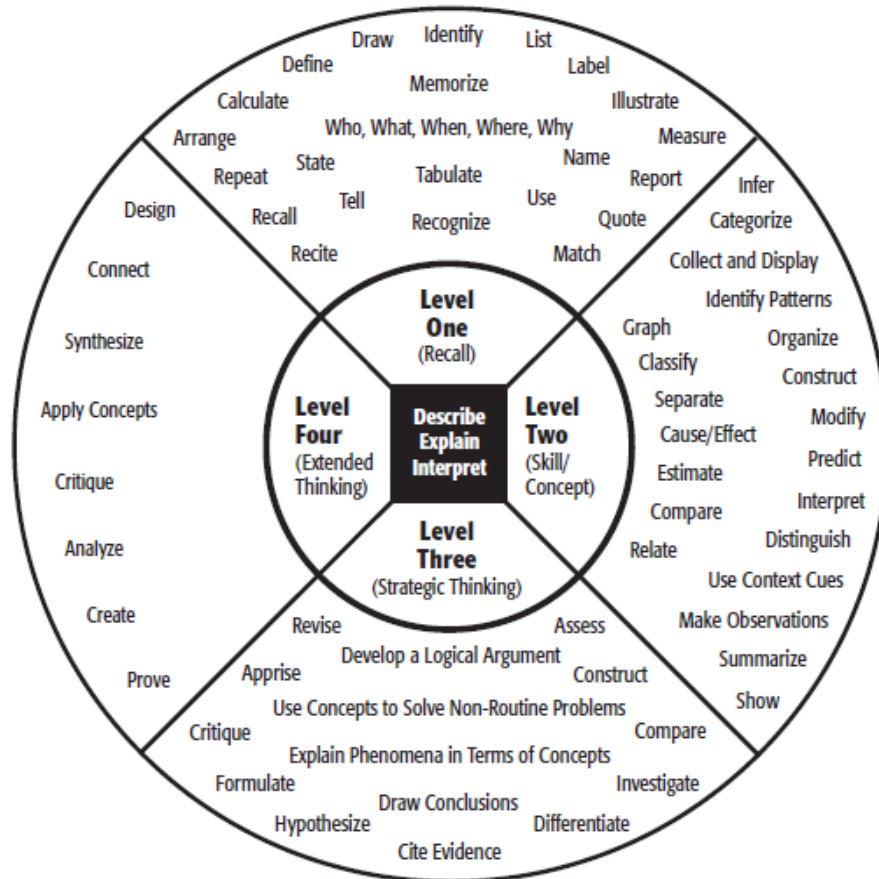 Draw
Identify
List
Define
Label
Memorize
Calculate
Illustrate
Who, What, When, Where, Why
Arrange
Measure
State
Name
Repeat
Tabulate
Report
Tell
Use
Recall
Recognize
Quote
Recite
Match
Level
One
(Recall)
Infer
Categorize
Collect and Display
Identify Patterns
Graph
Organize
Classify
Construct
Separate
Modify
Cause/Effect
Predict
Estimate
Interpret
Compare
Distinguish
Relate
Use Context Cues
Make Observations
Summarize
Show
Level
Two
(Skill/
Concept)
Describe
Explain
Interpret
Level
Three
(Strategic Thinking)
Revise
Assess
Develop a Logical Argument
Apprise
Construct
Use Concepts to Solve Non-Routine Problems
Critique
Compare
Explain Phenomena in Terms of Concepts
Formulate
Investigate
Draw Conclusions
Hypothesize
Differentiate
Cite Evidence
Level
Four
(Extended
Thinking)
Design
Connect
Synthesize
Apply Concepts
Critique
Analyze
Create
Prove